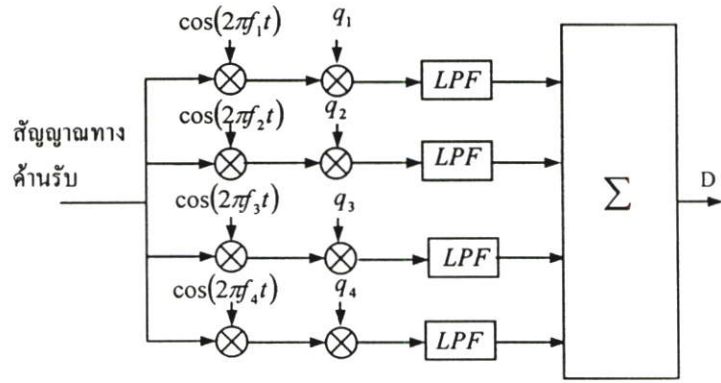 cos(2πf₁t) q₁
LPF
cos(2πf₂t) q₂
สัญญาณทาง
ด้านรับ
LPF
Σ
D
cos(2πf₃t) q₃
LPF
cos(2πf₄t) q₄
LPF